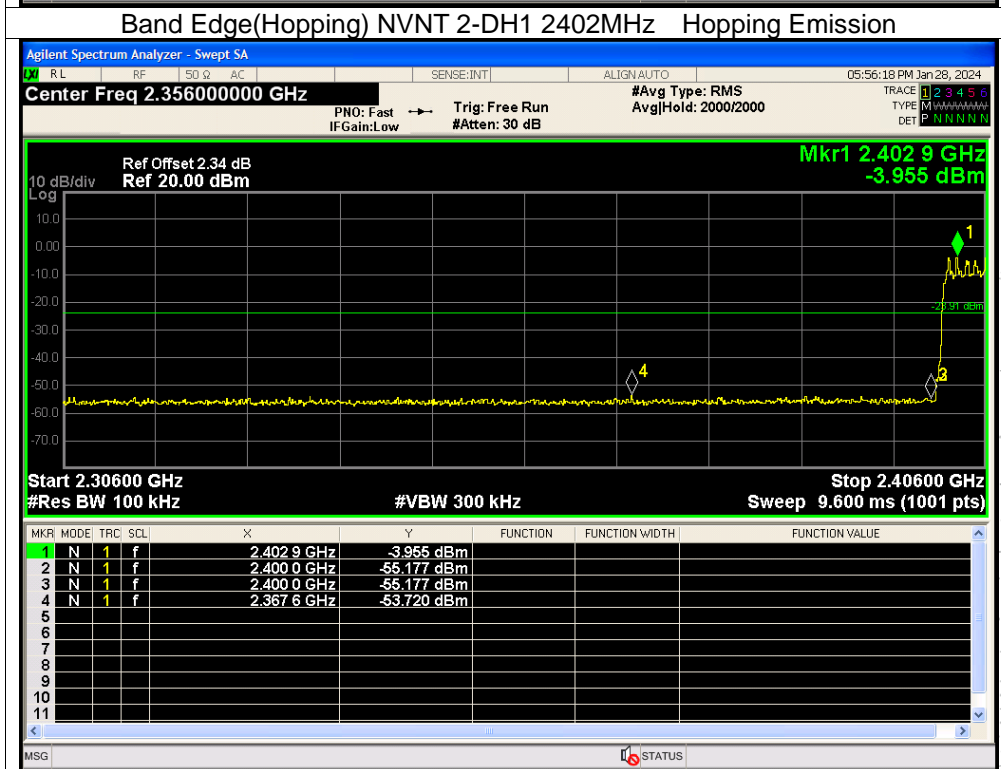 Band Edge(Hopping) NVNT 2-DH1 2402MHz Hopping Emission
Agilent Spectrum Analyzer - Swept SA
LXI RL RF 50 Ω AC SENSE:INT ALIGN AUTO 05:56:18 PM Jan 28, 2024
Center Freq 2.356000000 GHz #Avg Type: RMS TRACE 1 2 3 4 5 6
PNO: Fast Trig: Free Run Avg|Hold: 2000/2000 TYPE M
IFGain:Low #Atten: 30 dB DET P N N N N N
Mkr1 2.402 9 GHz
Ref Offset 2.34 dB -3.955 dBm
10 dB/div Ref 20.00 dBm
Log
10.0
1
0.00
-10.0
-20.0
-23.91 dBm
-30.0
-40.0
4 3
-50.0
-60.0
-70.0
Start 2.30600 GHz Stop 2.40600 GHz
#Res BW 100 kHz #VBW 300 kHz Sweep 9.600 ms (1001 pts)
MKR MODE TRC SCL X Y FUNCTION FUNCTION WIDTH FUNCTION VALUE
1 N 1 f 2.402 9 GHz -3.955 dBm
2 N 1 f 2.400 0 GHz -55.177 dBm
3 N 1 f 2.400 0 GHz -55.177 dBm
4 N 1 f 2.367 6 GHz -53.720 dBm
5
6
7
8
9
10
11
MSG STATUS